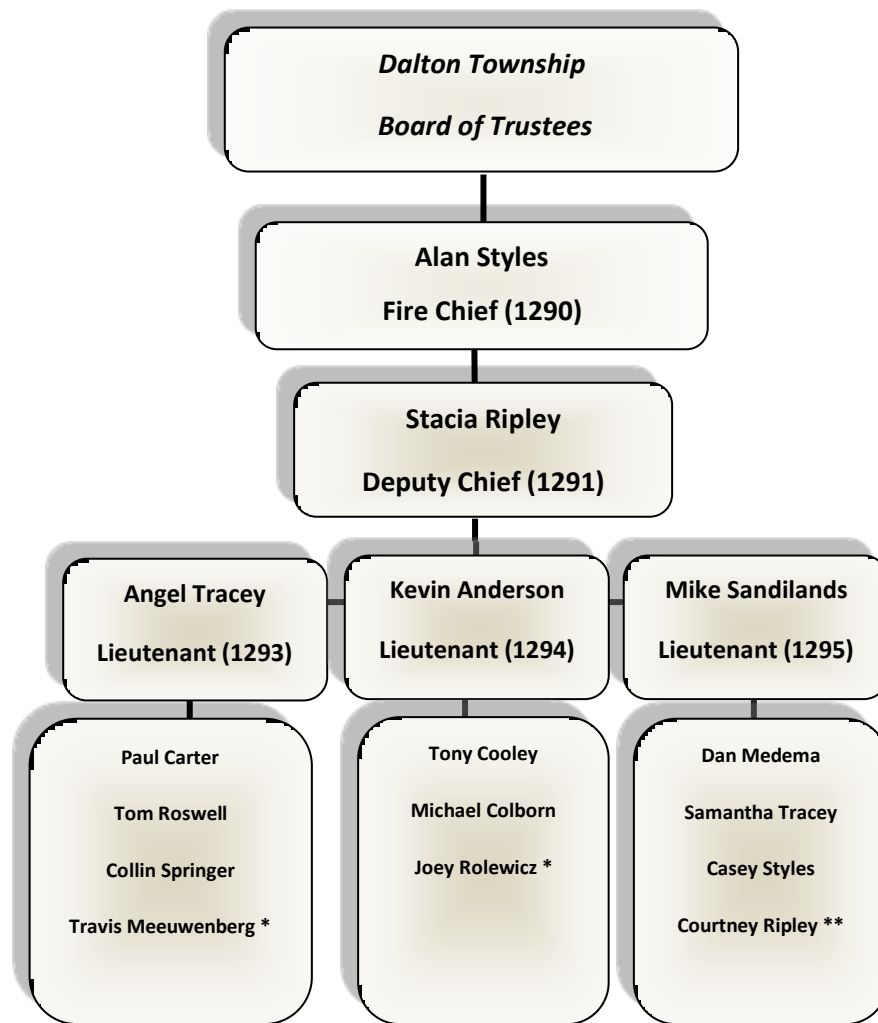 Dalton Township
Board of Trustees
Alan Styles
Fire Chief (1290)
Stacia Ripley
Deputy Chief (1291)
Angel Tracey
Lieutenant (1293)
Kevin Anderson
Lieutenant (1294)
Mike Sandilands
Lieutenant (1295)
Paul Carter
Tom Roswell
Collin Springer
Travis Meeuwenberg *
Tony Cooley
Michael Colborn
Joey Rolewicz *
Dan Medema
Samantha Tracey
Casey Styles
Courtney Ripley **